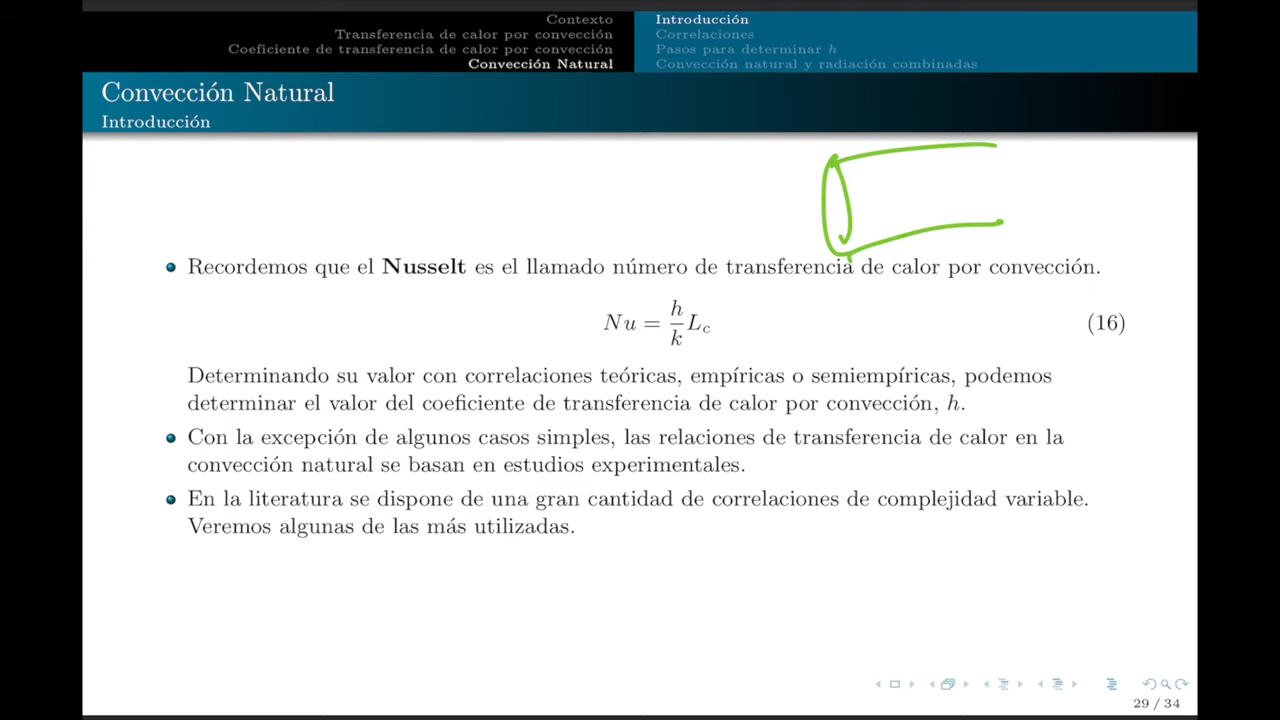 Contexto
Transferencia de calor por convección
Coeficiente de transferencia de calor por convección
Convección Natural
Introducción
Correlaciones
Pasos para determinar h
Convección natural y radiación combinadas
Convección Natural
Introducción
Recordemos que el Nusselt es el llamado número de transferencia de calor por convección.
Nu = h/k L_c (16)
Determinando su valor con correlaciones teóricas, empíricas o semiempíricas, podemos
determinar el valor del coeficiente de transferencia de calor por convección, h.
Con la excepción de algunos casos simples, las relaciones de transferencia de calor en la
convección natural se basan en estudios experimentales.
En la literatura se dispone de una gran cantidad de correlaciones de complejidad variable.
Veremos algunas de las más utilizadas.
29 / 34